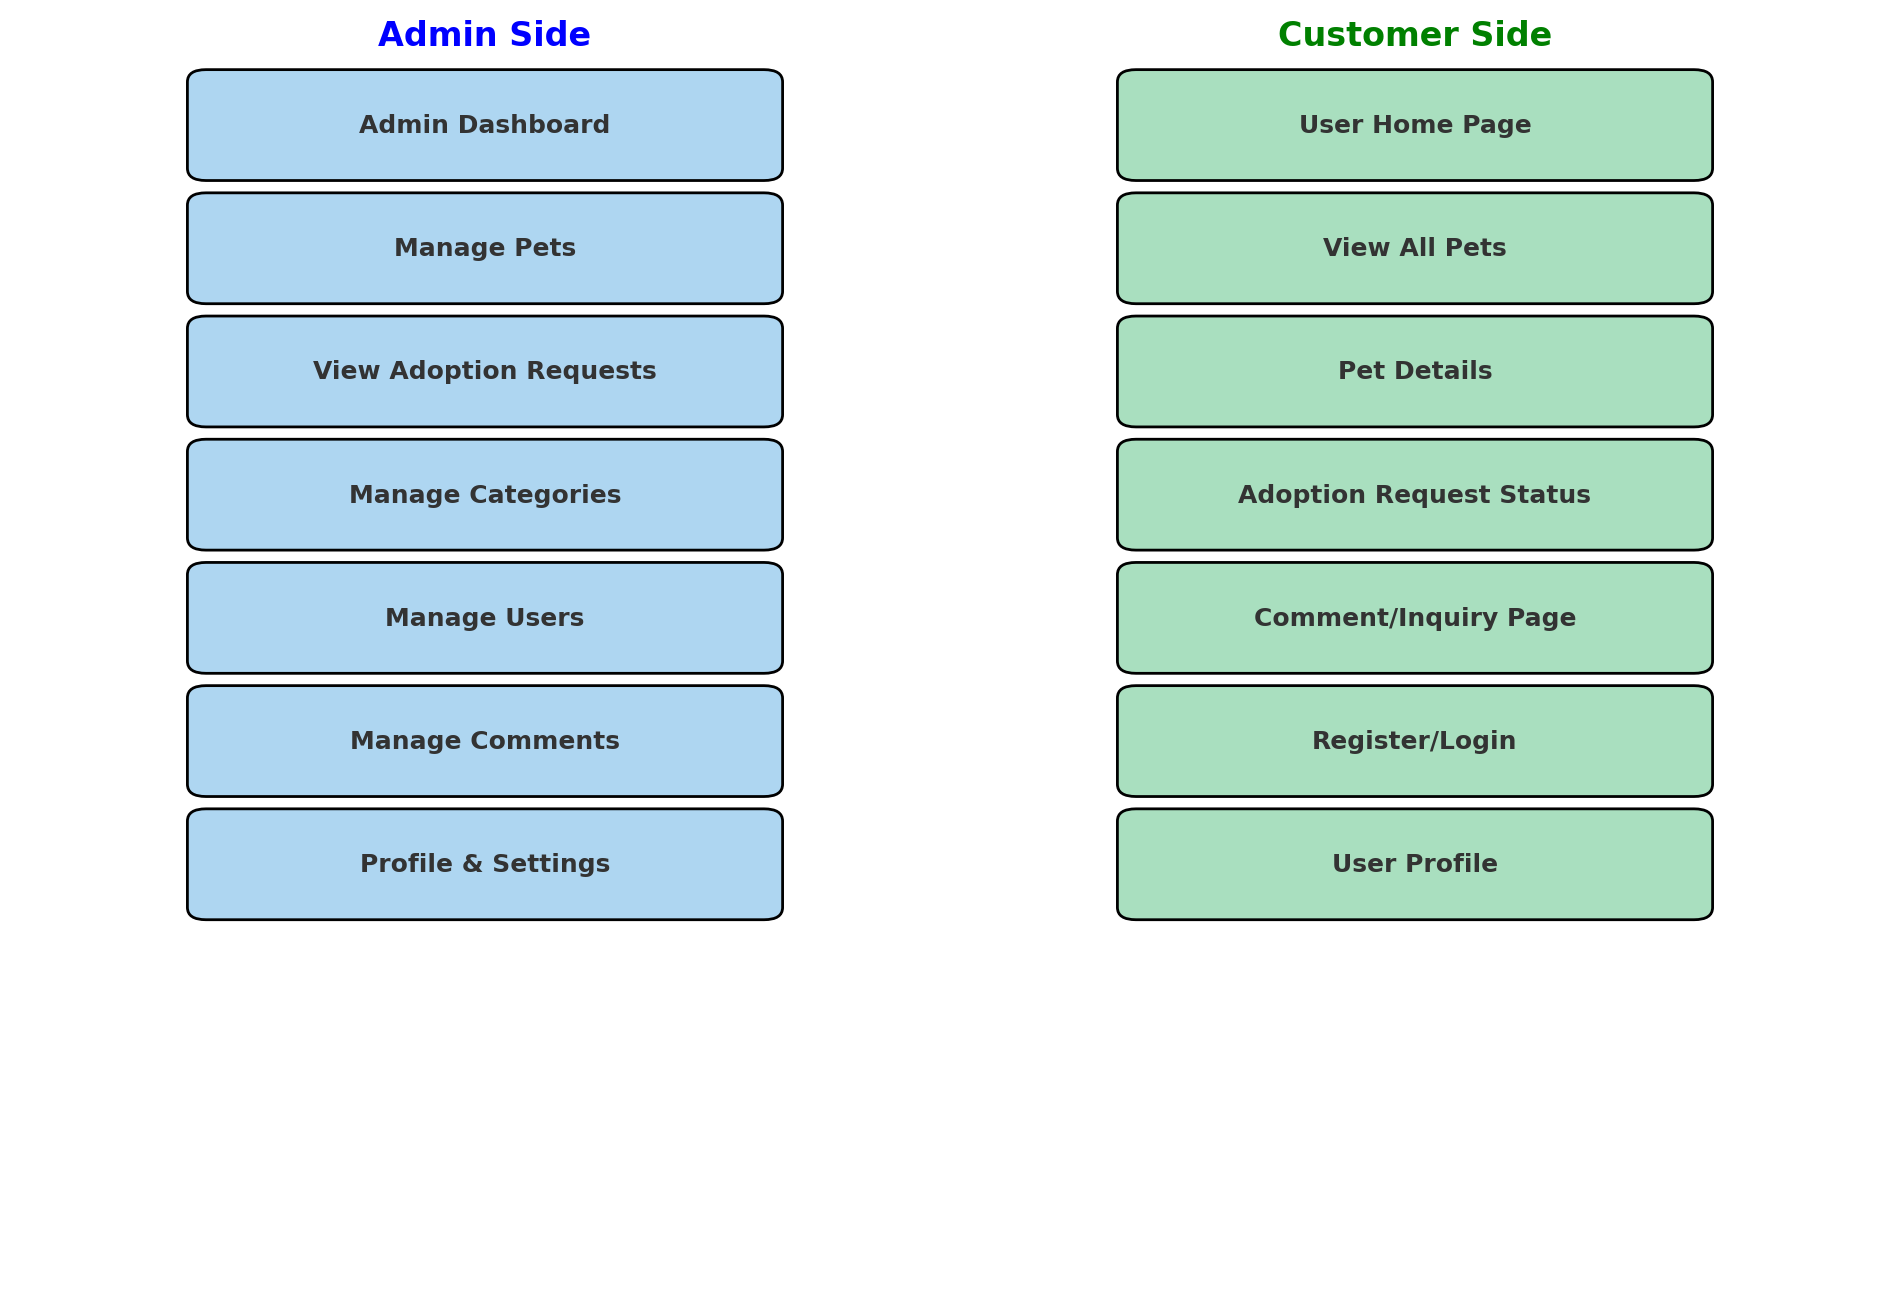 Admin Side
Admin Dashboard
Manage Pets
View Adoption Requests
Manage Categories
Manage Users
Manage Comments
Profile & Settings
Customer Side
User Home Page
View All Pets
Pet Details
Adoption Request Status
Comment/Inquiry Page
Register/Login
User Profile